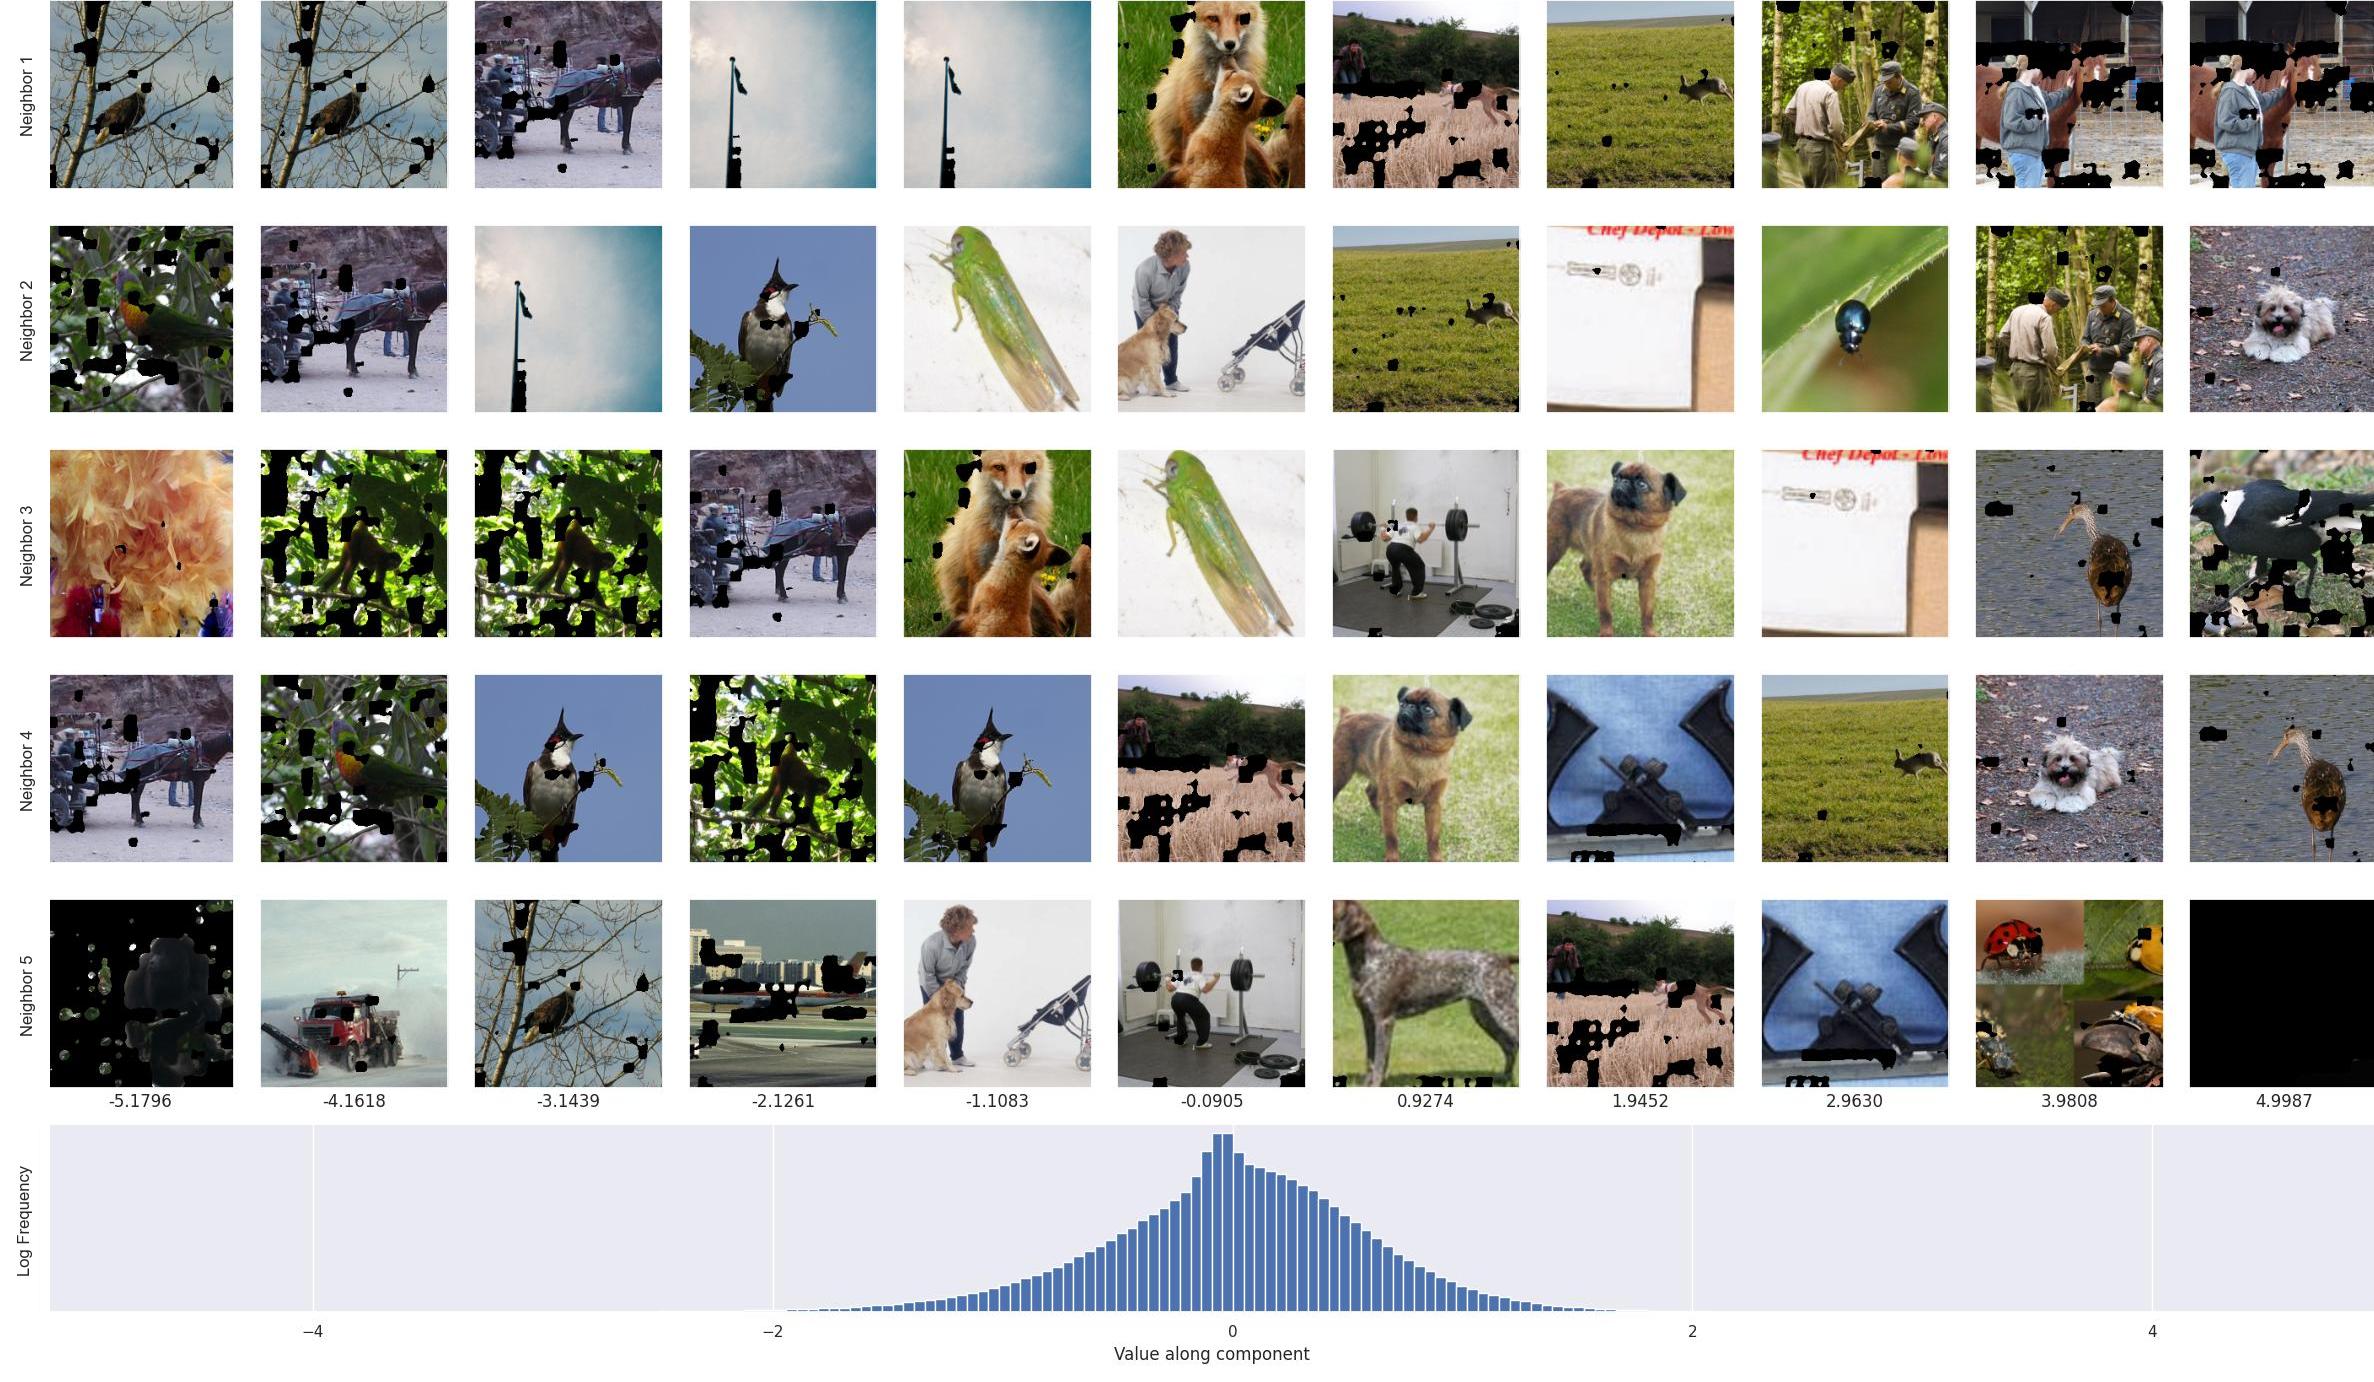 Neighbor 1
Chef Depot - Low
Neighbor 2
Chef Depot - Low
Neighbor 3
Neighbor 4
Neighbor 5
-5.1796 -4.1618 -3.1439 -2.1261 -1.1083 -0.0905 0.9274 1.9452 2.9630 3.9808 4.9987
Log Frequency
−4 −2 0 2 4
Value along component